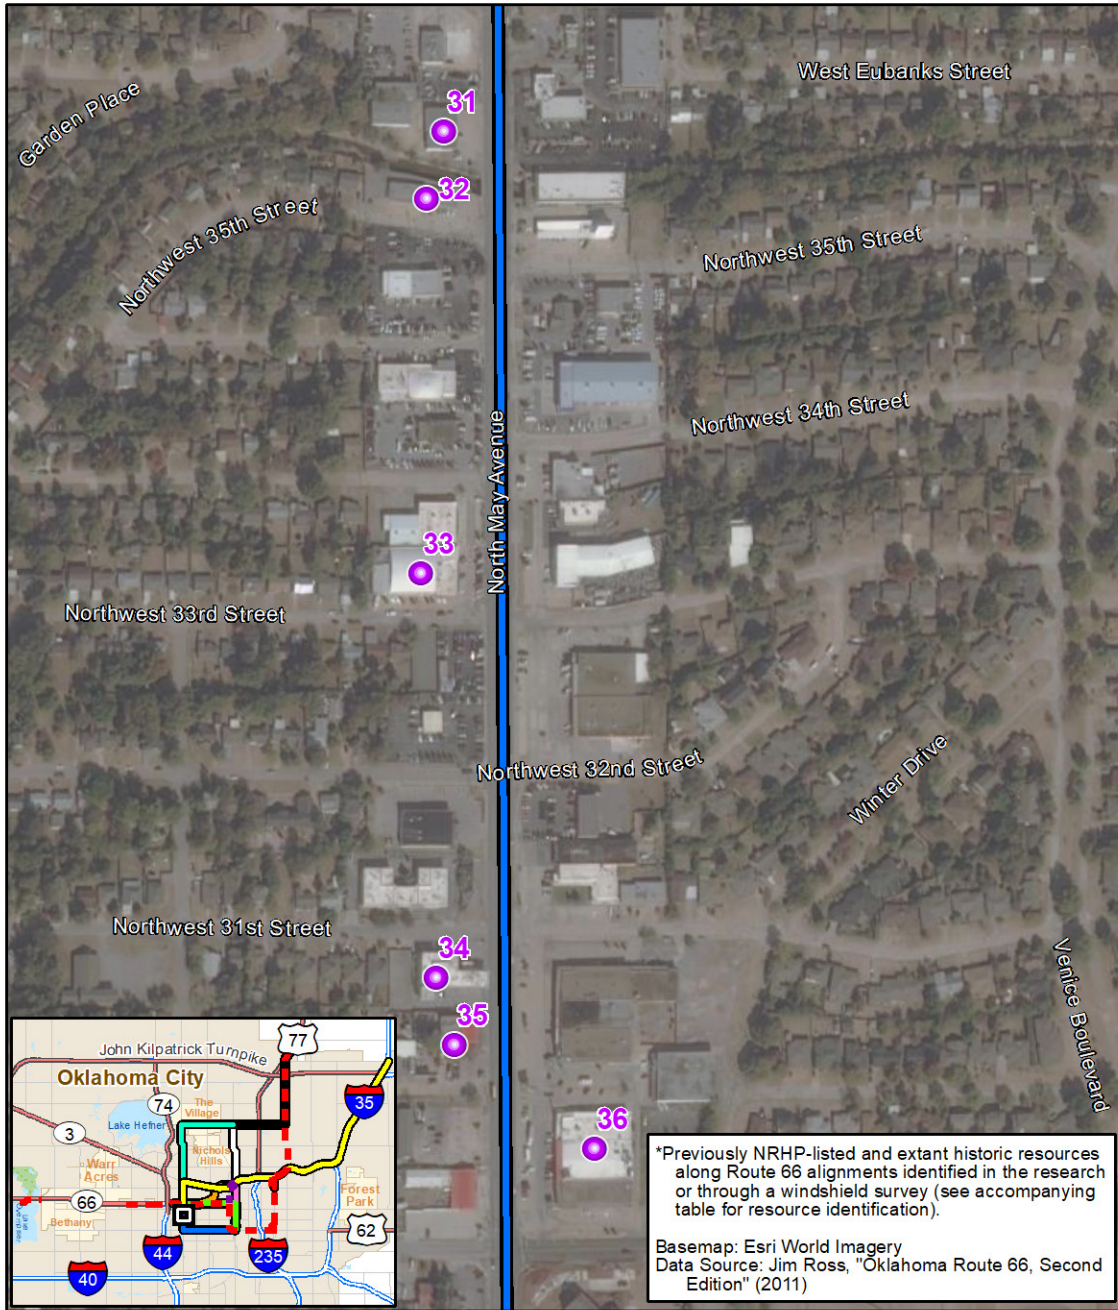 West Eubanks Street
Garden Place
31
32
Northwest 35th Street
Northwest 35th Street
Northwest 34th Street
North May Avenue
33
Northwest 33rd Street
Northwest 32nd Street
Winter Drive
Northwest 31st Street
34
35
Venice Boulevard
36
77
John Kilpatrick Turnpike
Oklahoma City
35
74
The
Village
Lake Hefner
3
Nichols
Hills
Warr
Acres
66
Forest
Park
Bethany
62
44
235
40
*Previously NRHP-listed and extant historic resources
along Route 66 alignments identified in the research
or through a windshield survey (see accompanying
table for resource identification).
Basemap: Esri World Imagery
Data Source: Jim Ross, "Oklahoma Route 66, Second
Edition" (2011)